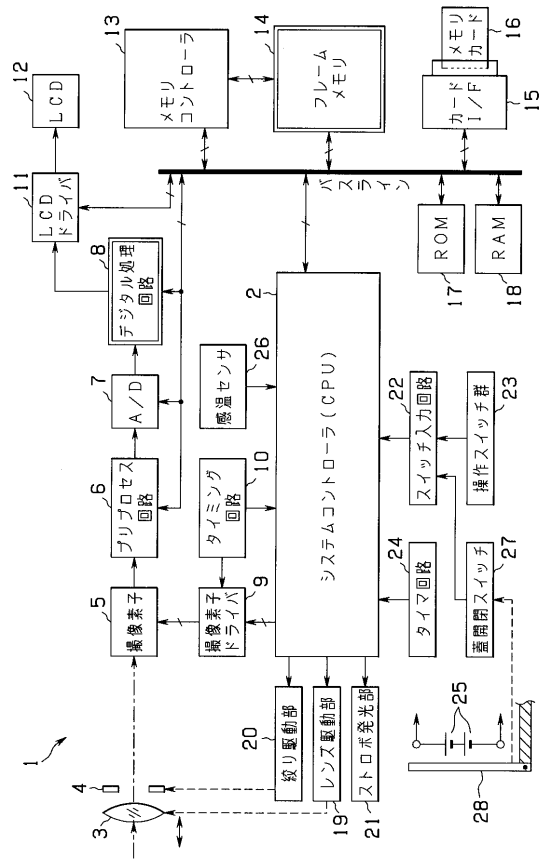 1
3
4
5
撮像素子
6
プリプロセス
回路
7
A/D
8
デジタル処理
回路
11
LCD
ドライバ
12
LCD
13
メモリ
コントローラ
14
フレーム
メモリ
15
カード
I/F
16
メモリ
カード
バスライン
9
撮像素子
ドライバ
10
タイミング
回路
26
感温センサ
2
システムコントローラ(CPU)
17
ROM
18
RAM
20
絞り駆動部
19
レンズ駆動部
21
ストロボ発光部
24
タイマ回路
22
スイッチ入力回路
27
蓋開閉スイッチ
23
操作スイッチ群
25
28